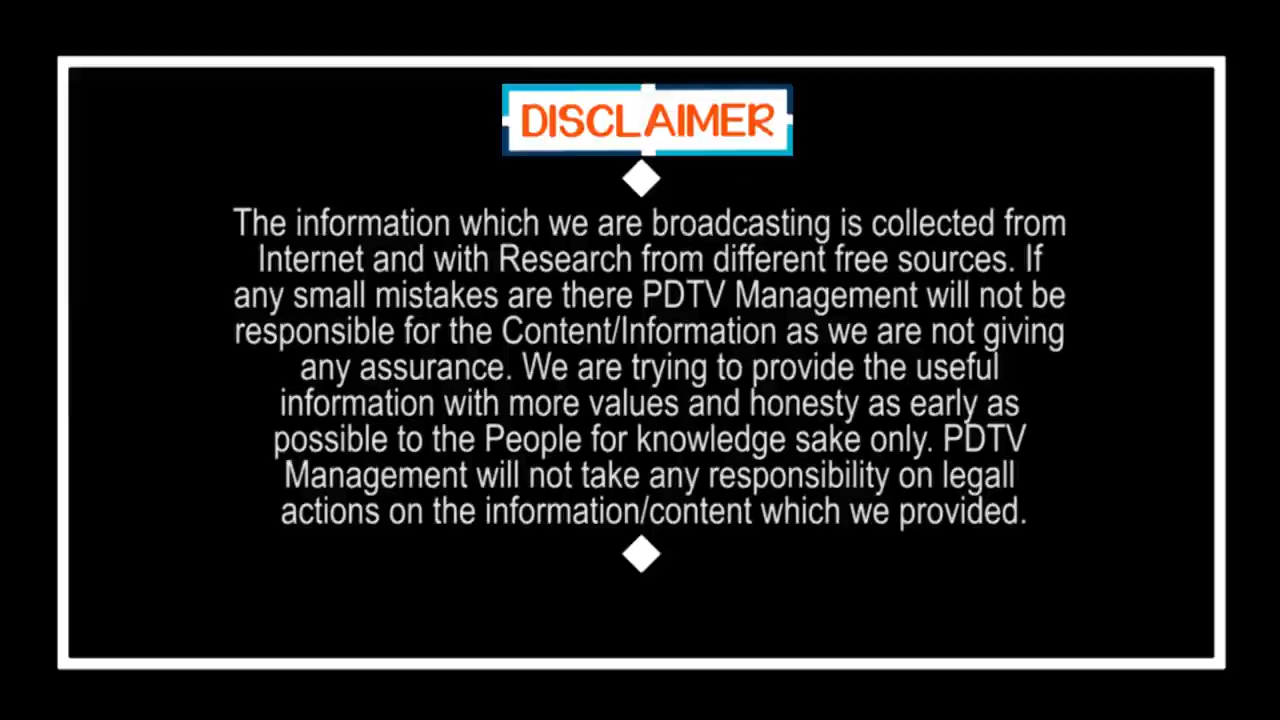 DISCLAIMER
The information which we are broadcasting is collected from
Internet and with Research from different free sources. If
any small mistakes are there PDTV Management will not be
responsible for the Content/Information as we are not giving
any assurance. We are trying to provide the useful
information with more values and honesty as early as
possible to the People for knowledge sake only. PDTV
Management will not take any responsibility on legall
actions on the information/content which we provided.